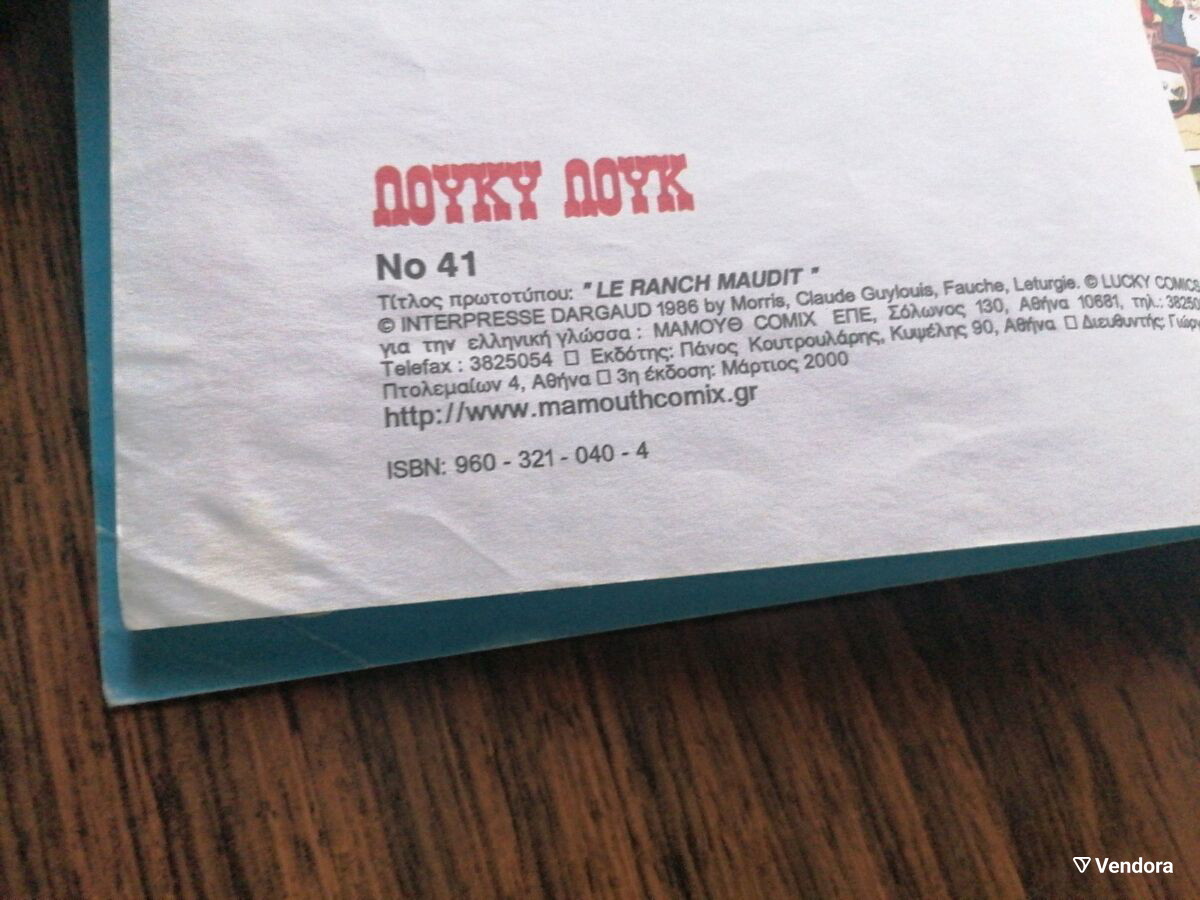 ΛΟΥΚΥ ΛΟΥΚ
No 41
Τίτλος πρωτοτύπου: " LE RANCH MAUDIT "
© INTERPRESSE DARGAUD 1986 by Morris, Claude Guylouis, Fauche, Leturgie. © LUCKY COMICS
για την ελληνική γλώσσα : ΜΑΜΟΥΘ COMIX ΕΠΕ, Σόλωνος 130, Αθήνα 10681, τηλ.:
Telefax : 3825054 □ Εκδότης: Πάνος Κουτρουλάρης, Κυψέλης 90, Αθήνα □ Διευθυντής:
Πτολεμαίων 4, Αθήνα □ 3η έκδοση: Μάρτιος 2000
http://www.mamouthcomix.gr
ISBN: 960 - 321 - 040 - 4
Vendora